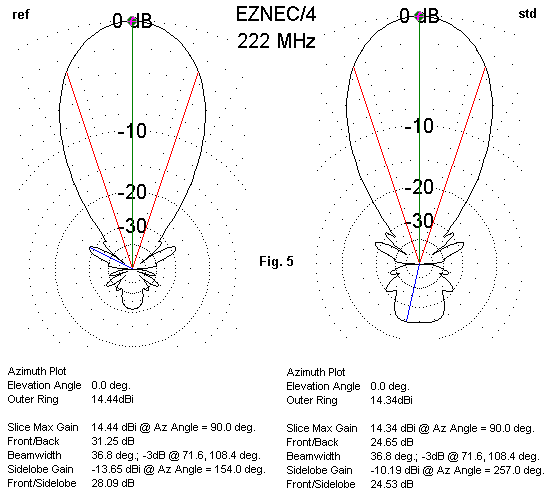 ref
EZNEC/4
222 MHz
std
0 dB
-10
-20
-30
0 dB
-10
-20
-30
Fig. 5
Azimuth Plot
Elevation Angle 0.0 deg.
Outer Ring 14.44dBi
Slice Max Gain 14.44 dBi @ Az Angle = 90.0 deg.
Front/Back 31.25 dB
Beamwidth 36.8 deg.; -3dB @ 71.6, 108.4 deg.
Sidelobe Gain -13.65 dBi @ Az Angle = 154.0 deg.
Front/Sidelobe 28.09 dB
Azimuth Plot
Elevation Angle 0.0 deg.
Outer Ring 14.34dBi
Slice Max Gain 14.34 dBi @ Az Angle = 90.0 deg.
Front/Back 24.65 dB
Beamwidth 36.8 deg.; -3dB @ 71.6, 108.4 deg.
Sidelobe Gain -10.19 dBi @ Az Angle = 257.0 deg.
Front/Sidelobe 24.53 dB